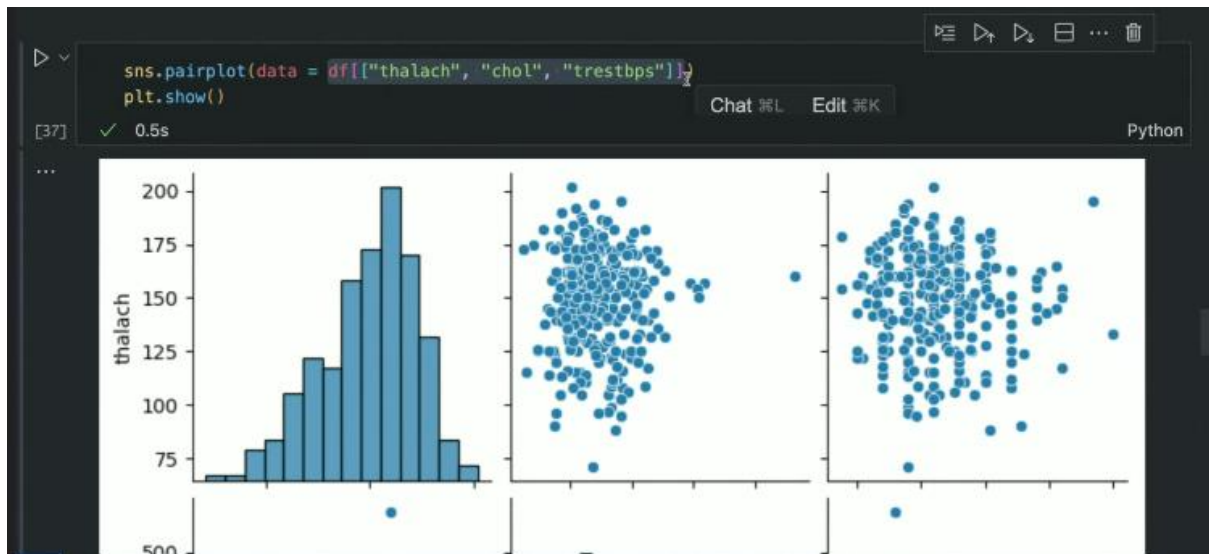 sns.pairplot(data = df[["thalach", "chol", "trestbps"]])
plt.show()
Chat ⌘L Edit ⌘K
[37] 0.5s Python
200
175
150
125
100
75
thalach
500